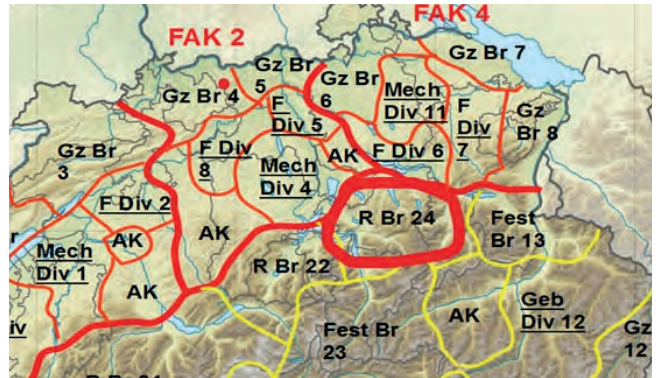 FAK 2
FAK 4
Gz Br 7
Gz Br
5
Gz Br
6
Gz Br 4
Mech
Div 11
F
Div 5
F
Div
7
Gz
Br 8
Gz Br
3
F Div
8
Mech
Div 4
AK
F Div 6
F Div 2
AK
Mech
Div 1
AK
R Br 24
Fest
Br 13
AK
R Br 22
Geb
Div 12
AK
Fest Br
23
Gz
12